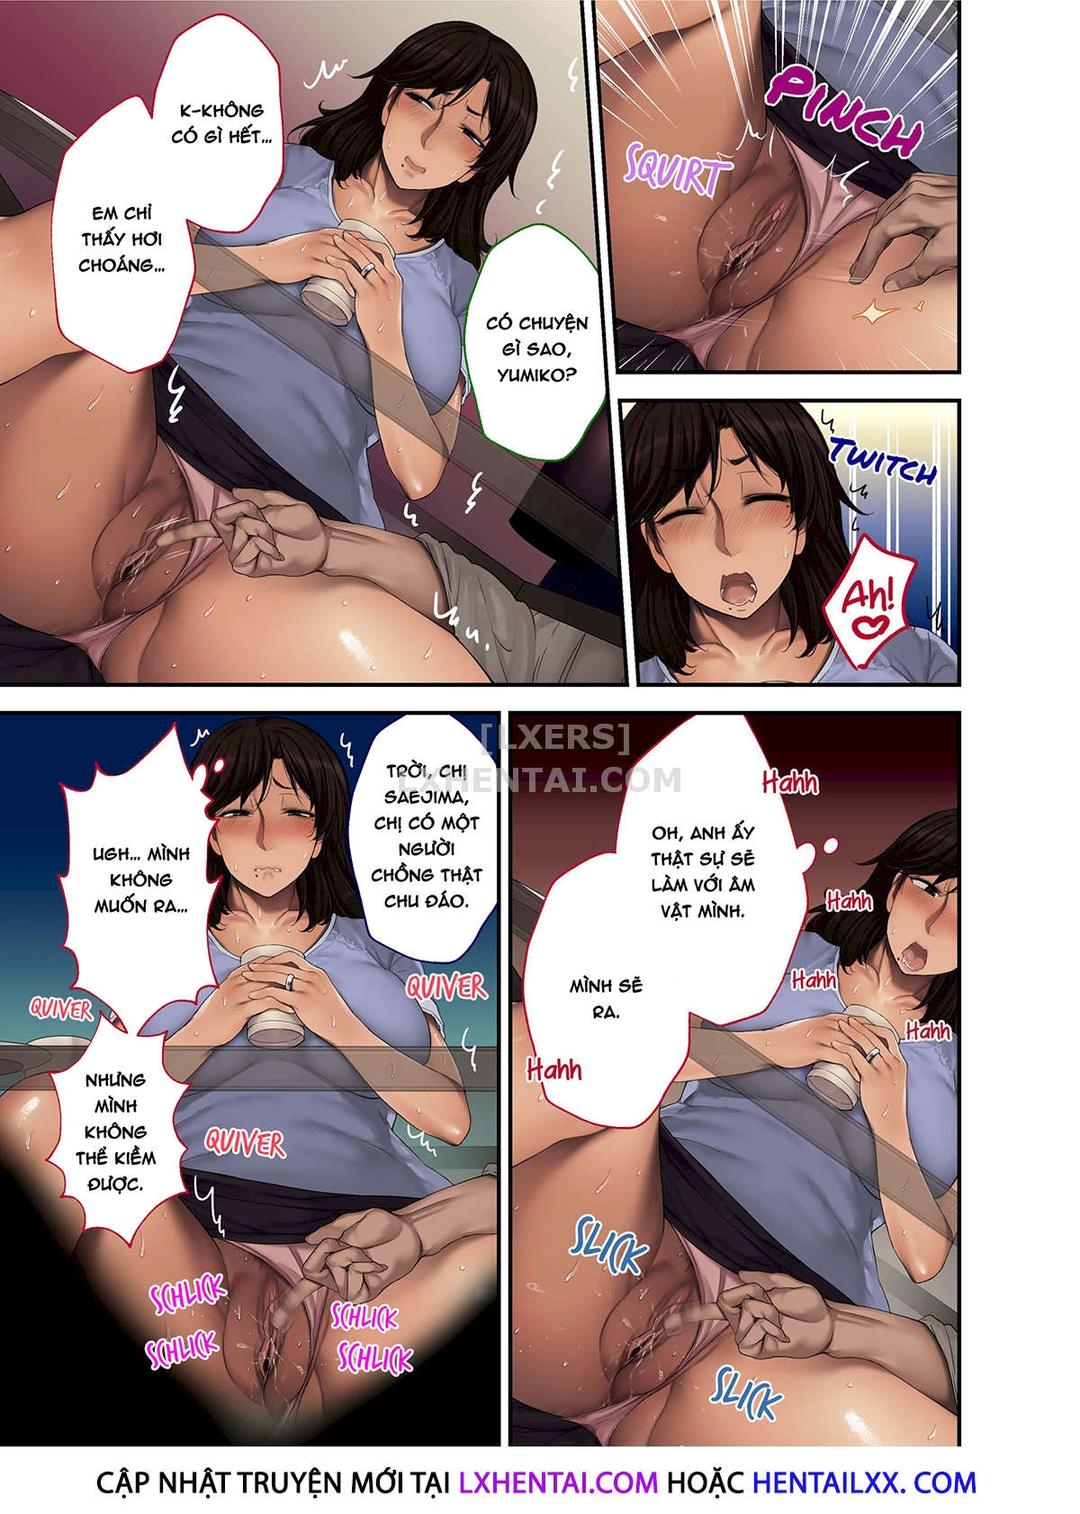 K-KHÔNG
CÓ GÌ HẾT...
EM CHỈ
THẤY HƠI
CHOÁNG...
CÓ CHUYỆN
GÌ SAO,
YUMIKO?
PINCH
SQUIRT
TWITCH
Ah!
TRỜI, CHỊ
SAEJIMA,
CHỊ CÓ MỘT
NGƯỜI
CHỒNG THẬT
CHU ĐÁO.
UGH... MÌNH
KHÔNG
MUỐN RA...
QUIVER
QUIVER
NHƯNG
MÌNH
KHÔNG
THỂ KIỀM
ĐƯỢC.
QUIVER
SCHLICK
SCHLICK
SCHLICK
SCHLICK
[LXERS]
LXHENTAI.COM
Hahh
OH, ANH ẤY
THẬT SỰ SẼ
LÀM VỚI ÂM
VẬT MÌNH.
Hahh
MÌNH SẼ
RA.
Hahh
Hahh
Hahh
SLICK
SLICK
CẬP NHẬT TRUYỆN MỚI TẠI LXHENTAI.COM HOẶC HENTAILXX. COM